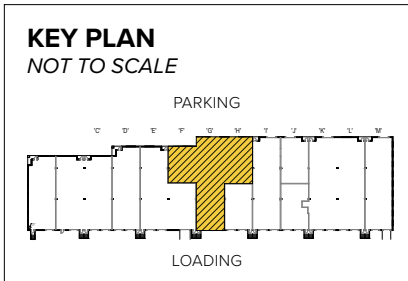 KEY PLAN
NOT TO SCALE
PARKING
'C' 'D' 'E' 'F' 'G' 'H' 'I' 'J' 'K' 'L' 'M'
LOADING